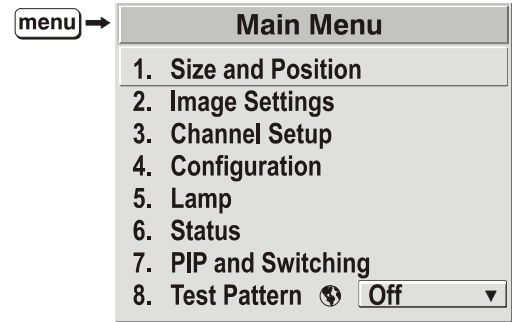 menu
Main Menu
1. Size and Position
2. Image Settings
3. Channel Setup
4. Configuration
5. Lamp
6. Status
7. PIP and Switching
8. Test Pattern Off